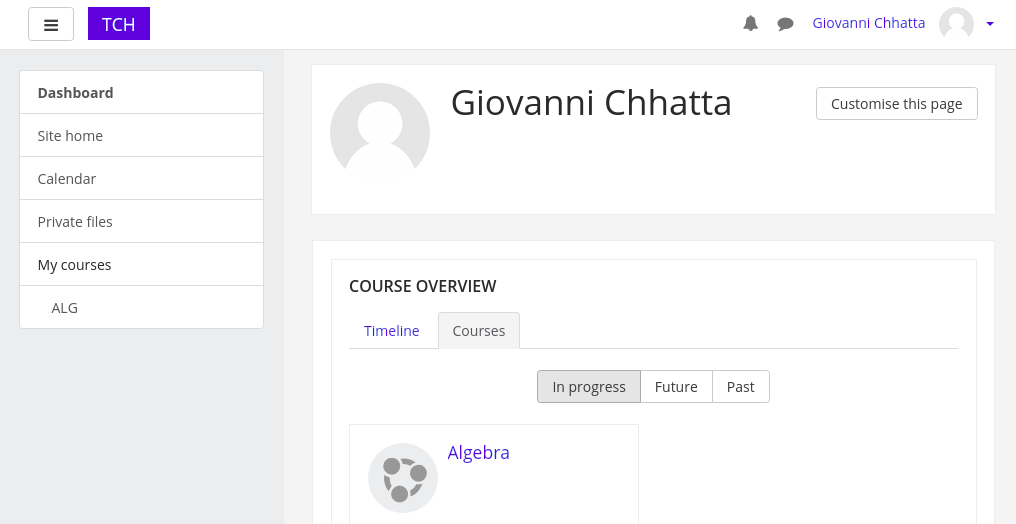 TCH
Giovanni Chhatta
Dashboard
Site home
Calendar
Private files
My courses
ALG
Giovanni Chhatta
Customise this page
COURSE OVERVIEW
Timeline
Courses
In progress
Future
Past
Algebra